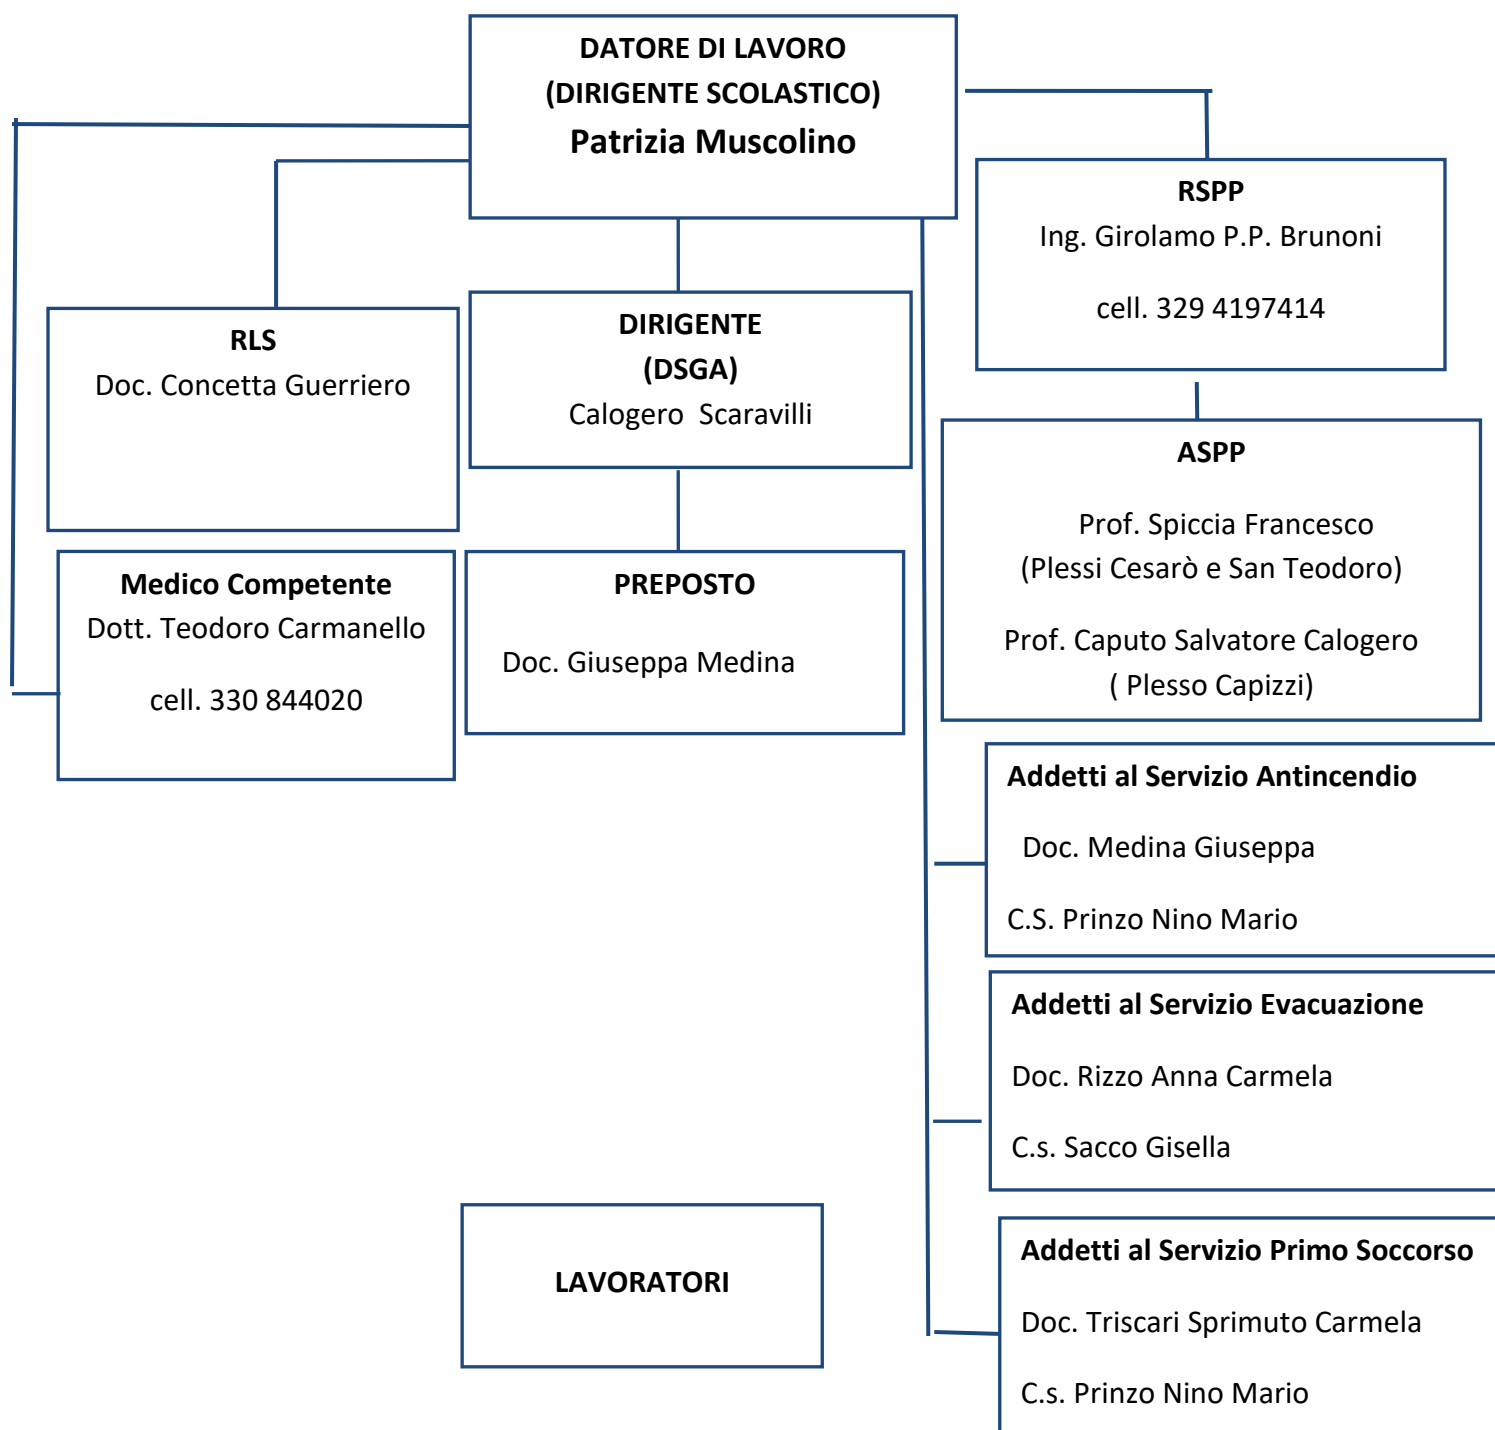 DATORE DI LAVORO
(DIRIGENTE SCOLASTICO)
Patrizia Muscolino
RSPP
Ing. Girolamo P.P. Brunoni
cell. 329 4197414
RLS
Doc. Concetta Guerriero
DIRIGENTE
(DSGA)
Calogero  Scaravilli
ASPP
Prof. Spiccia Francesco
(Plessi Cesarò e San Teodoro)
Prof. Caputo Salvatore Calogero
( Plesso Capizzi)
Medico Competente
Dott. Teodoro Carmanello
cell. 330 844020
PREPOSTO
Doc. Giuseppa Medina
Addetti al Servizio Antincendio
Doc. Medina Giuseppa
C.S. Prinzo Nino Mario
Addetti al Servizio Evacuazione
Doc. Rizzo Anna Carmela
C.s. Sacco Gisella
LAVORATORI
Addetti al Servizio Primo Soccorso
Doc. Triscari Sprimuto Carmela
C.s. Prinzo Nino Mario